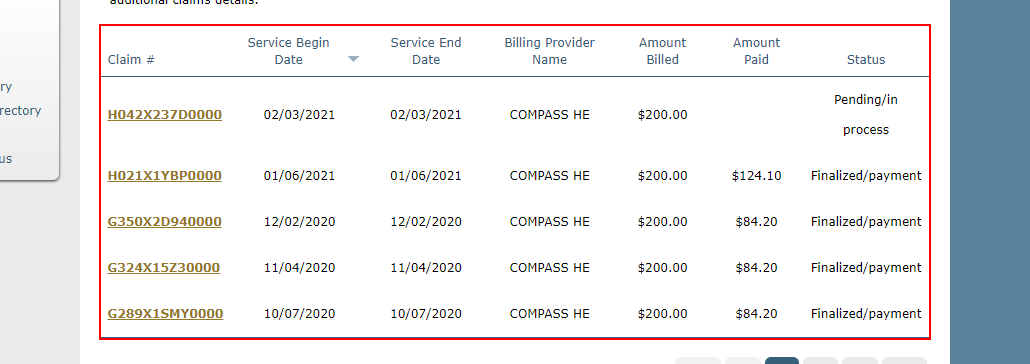 additional claims details.
Claim # Service Begin Date Service End Date Billing Provider Name Amount Billed Amount Paid Status
H042X237D0000 02/03/2021 02/03/2021 COMPASS HE $200.00 Pending/in process
H021X1YBP0000 01/06/2021 01/06/2021 COMPASS HE $200.00 $124.10 Finalized/payment
G350X2D940000 12/02/2020 12/02/2020 COMPASS HE $200.00 $84.20 Finalized/payment
G324X15Z30000 11/04/2020 11/04/2020 COMPASS HE $200.00 $84.20 Finalized/payment
G289X1SMY0000 10/07/2020 10/07/2020 COMPASS HE $200.00 $84.20 Finalized/payment
ry
rectory
us